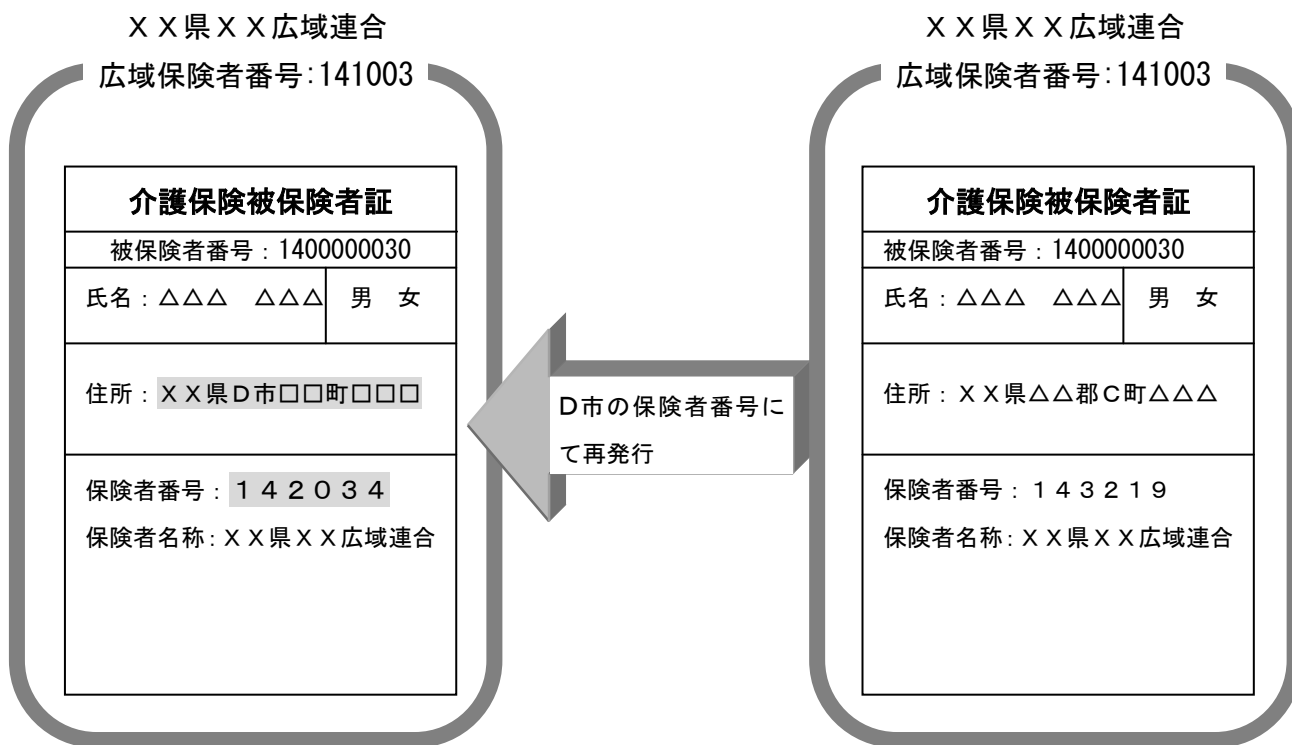 ＸＸ県ＸＸ広域連合
広域保険者番号：141003
介護保険被保険者証
被保険者番号：1400000030
氏名：△△△　△△△　男　女
住所：ＸＸ県Ｄ市□□町□□□
保険者番号：１４２０３４
保険者名称：ＸＸ県ＸＸ広域連合
Ｄ市の保険者番号に
て再発行
ＸＸ県ＸＸ広域連合
広域保険者番号：141003
介護保険被保険者証
被保険者番号：1400000030
氏名：△△△　△△△　男　女
住所：ＸＸ県△△郡Ｃ町△△△
保険者番号：１４３２１９
保険者名称：ＸＸ県ＸＸ広域連合